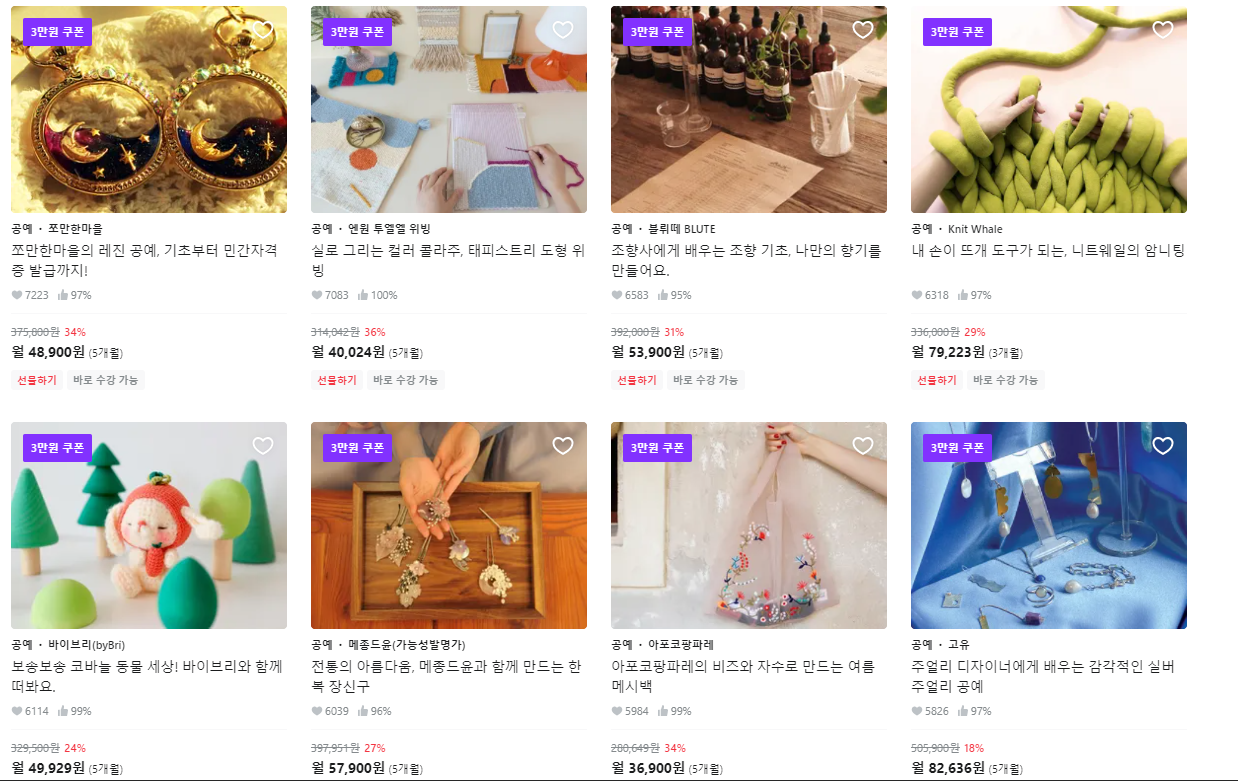 3만원 쿠폰
3만원 쿠폰
3만원 쿠폰
3만원 쿠폰
공예 · 쪼만한마을
공예 · 엔원 투엘엘 위빙
공예 · 블뤼떼 BLUTE
공예 · Knit Whale
쪼만한마을의 레진 공예, 기초부터 민간자격
증 발급까지!
실로 그리는 컬러 콜라주, 태피스트리 도형 위
빙
조향사에게 배우는 조향 기초, 나만의 향기를
만들어요.
내 손이 뜨개 도구가 되는, 니트웨일의 암니팅
7223 97%
7083 100%
6583 95%
6318 97%
375,800원 34%
314,042원 36%
392,000원 31%
336,000원 29%
월 48,900원 (5개월)
월 40,024원 (5개월)
월 53,900원 (5개월)
월 79,223원 (3개월)
선물하기 바로 수강 가능
선물하기 바로 수강 가능
선물하기 바로 수강 가능
선물하기 바로 수강 가능
3만원 쿠폰
3만원 쿠폰
3만원 쿠폰
3만원 쿠폰
공예 · 바이브리(byBri)
공예 · 메종드윤(가능성발명가)
공예 · 아포코팡파레
공예 · 고유
보송보송 코바늘 동물 세상! 바이브리와 함께
떠봐요.
전통의 아름다움, 메종드윤과 함께 만드는 한
복 장신구
아포코팡파레의 비즈와 자수로 만드는 여름
메시백
주얼리 디자이너에게 배우는 감각적인 실버
주얼리 공예
6114 99%
6039 96%
5984 99%
5826 97%
329,500원 24%
397,951원 27%
280,649원 34%
505,900원 18%
월 49,929원 (5개월)
월 57,900원 (5개월)
월 36,900원 (5개월)
월 82,636원 (5개월)